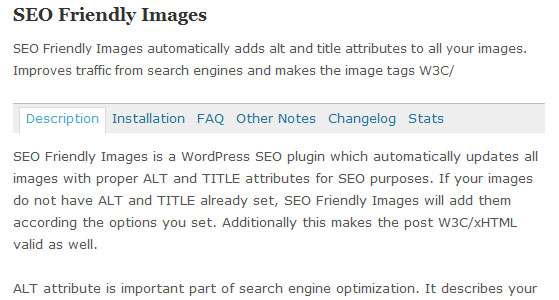 SEO Friendly Images
SEO Friendly Images automatically adds alt and title attributes to all your images.
Improves traffic from search engines and makes the image tags W3C/
Description Installation FAQ Other Notes Changelog Stats
SEO Friendly Images is a WordPress SEO plugin which automatically updates all
images with proper ALT and TITLE attributes for SEO purposes. If your images
do not have ALT and TITLE already set, SEO Friendly Images will add them
according the options you set. Additionally this makes the post W3C/xHTML
valid as well.
ALT attribute is important part of search engine optimization. It describes your